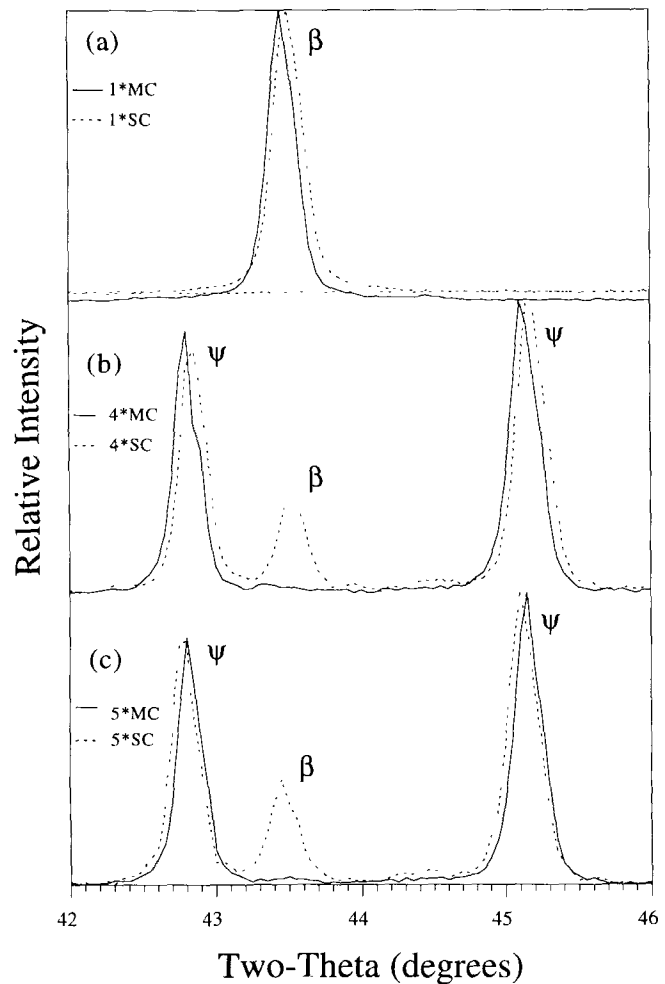 (a)
β
1*MC
1*SC
(b)
ψ
ψ
4*MC
4*SC
β
(c)
ψ
ψ
5*MC
5*SC
β
Relative Intensity
42 43 44 45 46
Two-Theta (degrees)